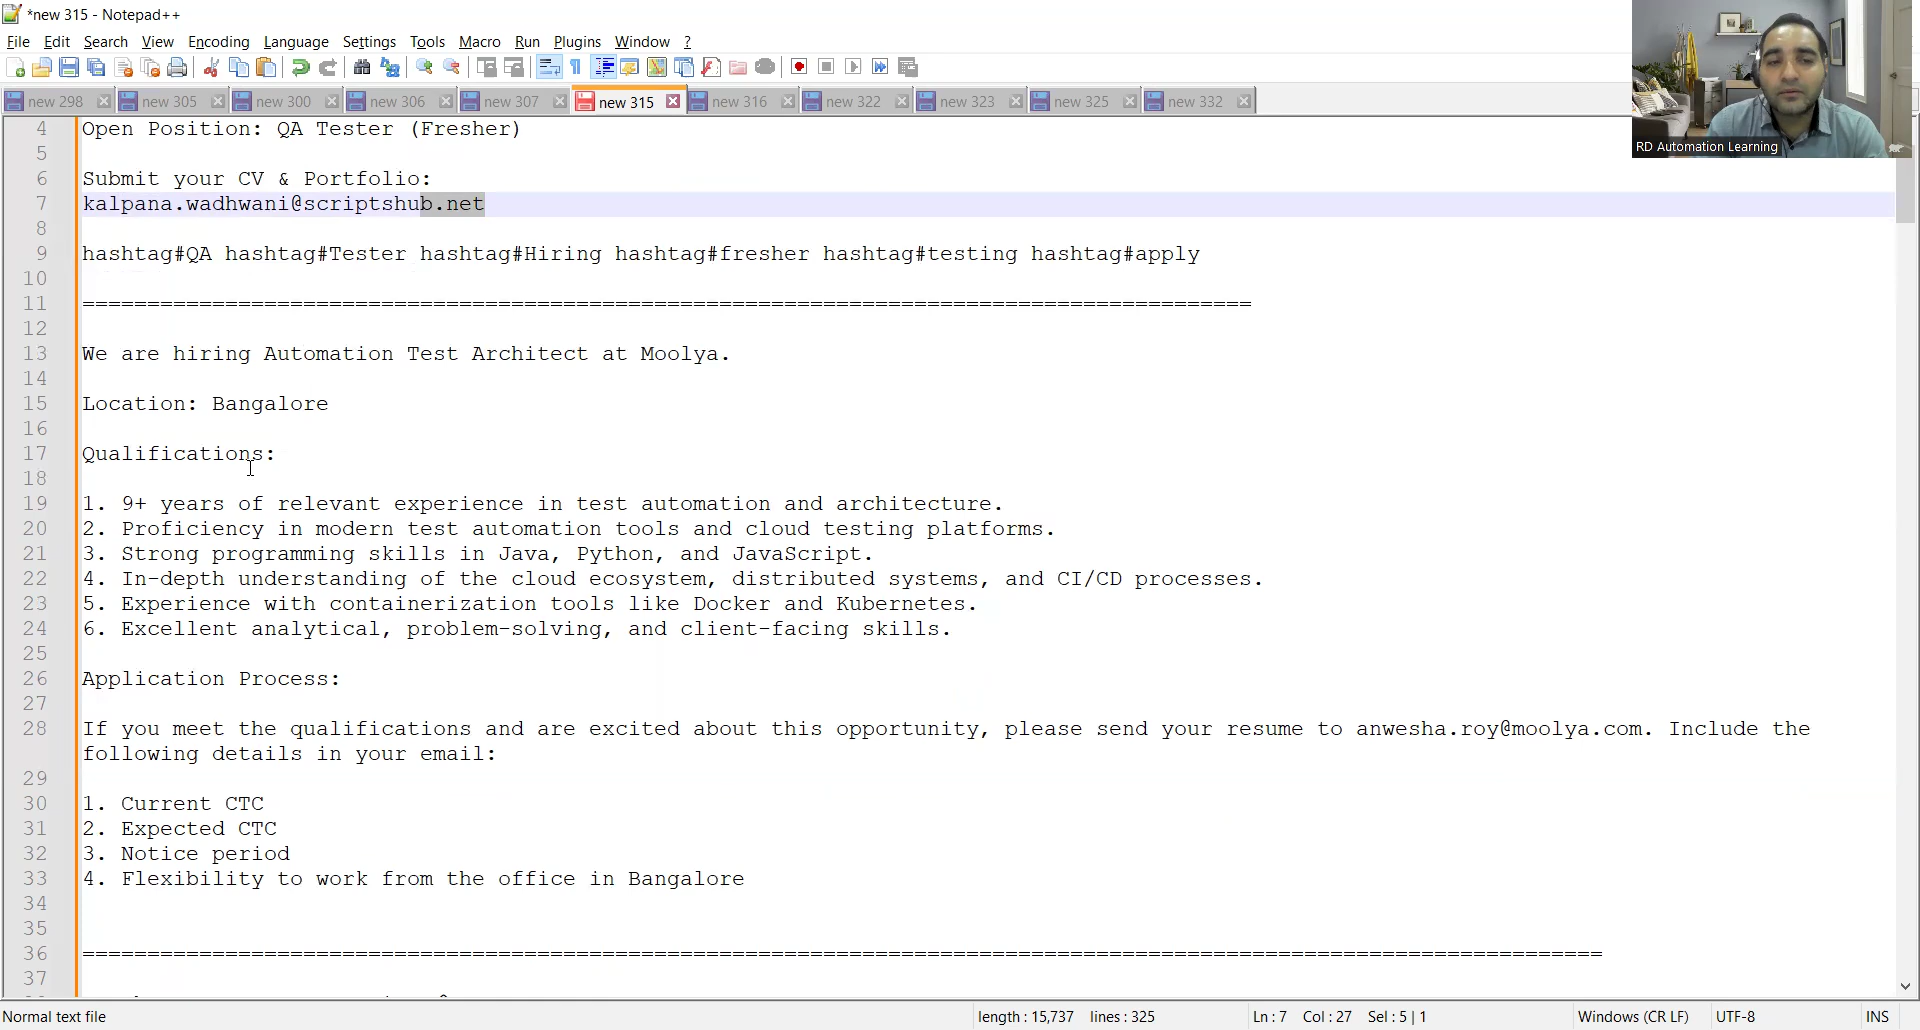 *new 315 - Notepad++
File Edit Search View Encoding Language Settings Tools Macro Run Plugins Window ?
new 298 new 305 new 300 new 306 new 307 new 315 new 316 new 322 new 323 new 325 new 332
RD Automation Learning
4 Open Position: QA Tester (Fresher)
5
6 Submit your CV & Portfolio:
7 kalpana.wadhwani@scriptshub.net
8
9 hashtag#QA hashtag#Tester hashtag#Hiring hashtag#fresher hashtag#testing hashtag#apply
10
11 ==========================================================================================
12
13 We are hiring Automation Test Architect at Moolya.
14
15 Location: Bangalore
16
17 Qualifications:
18
19 1. 9+ years of relevant experience in test automation and architecture.
20 2. Proficiency in modern test automation tools and cloud testing platforms.
21 3. Strong programming skills in Java, Python, and JavaScript.
22 4. In-depth understanding of the cloud ecosystem, distributed systems, and CI/CD processes.
23 5. Experience with containerization tools like Docker and Kubernetes.
24 6. Excellent analytical, problem-solving, and client-facing skills.
25
26 Application Process:
27
28 If you meet the qualifications and are excited about this opportunity, please send your resume to anwesha.roy@moolya.com. Include the
following details in your email:
29
30 1. Current CTC
31 2. Expected CTC
32 3. Notice period
33 4. Flexibility to work from the office in Bangalore
34
35
36 =====================================================================================================================
37
Normal text file length : 15,737 lines : 325 Ln : 7 Col : 27 Sel : 5 | 1 Windows (CR LF) UTF-8 INS